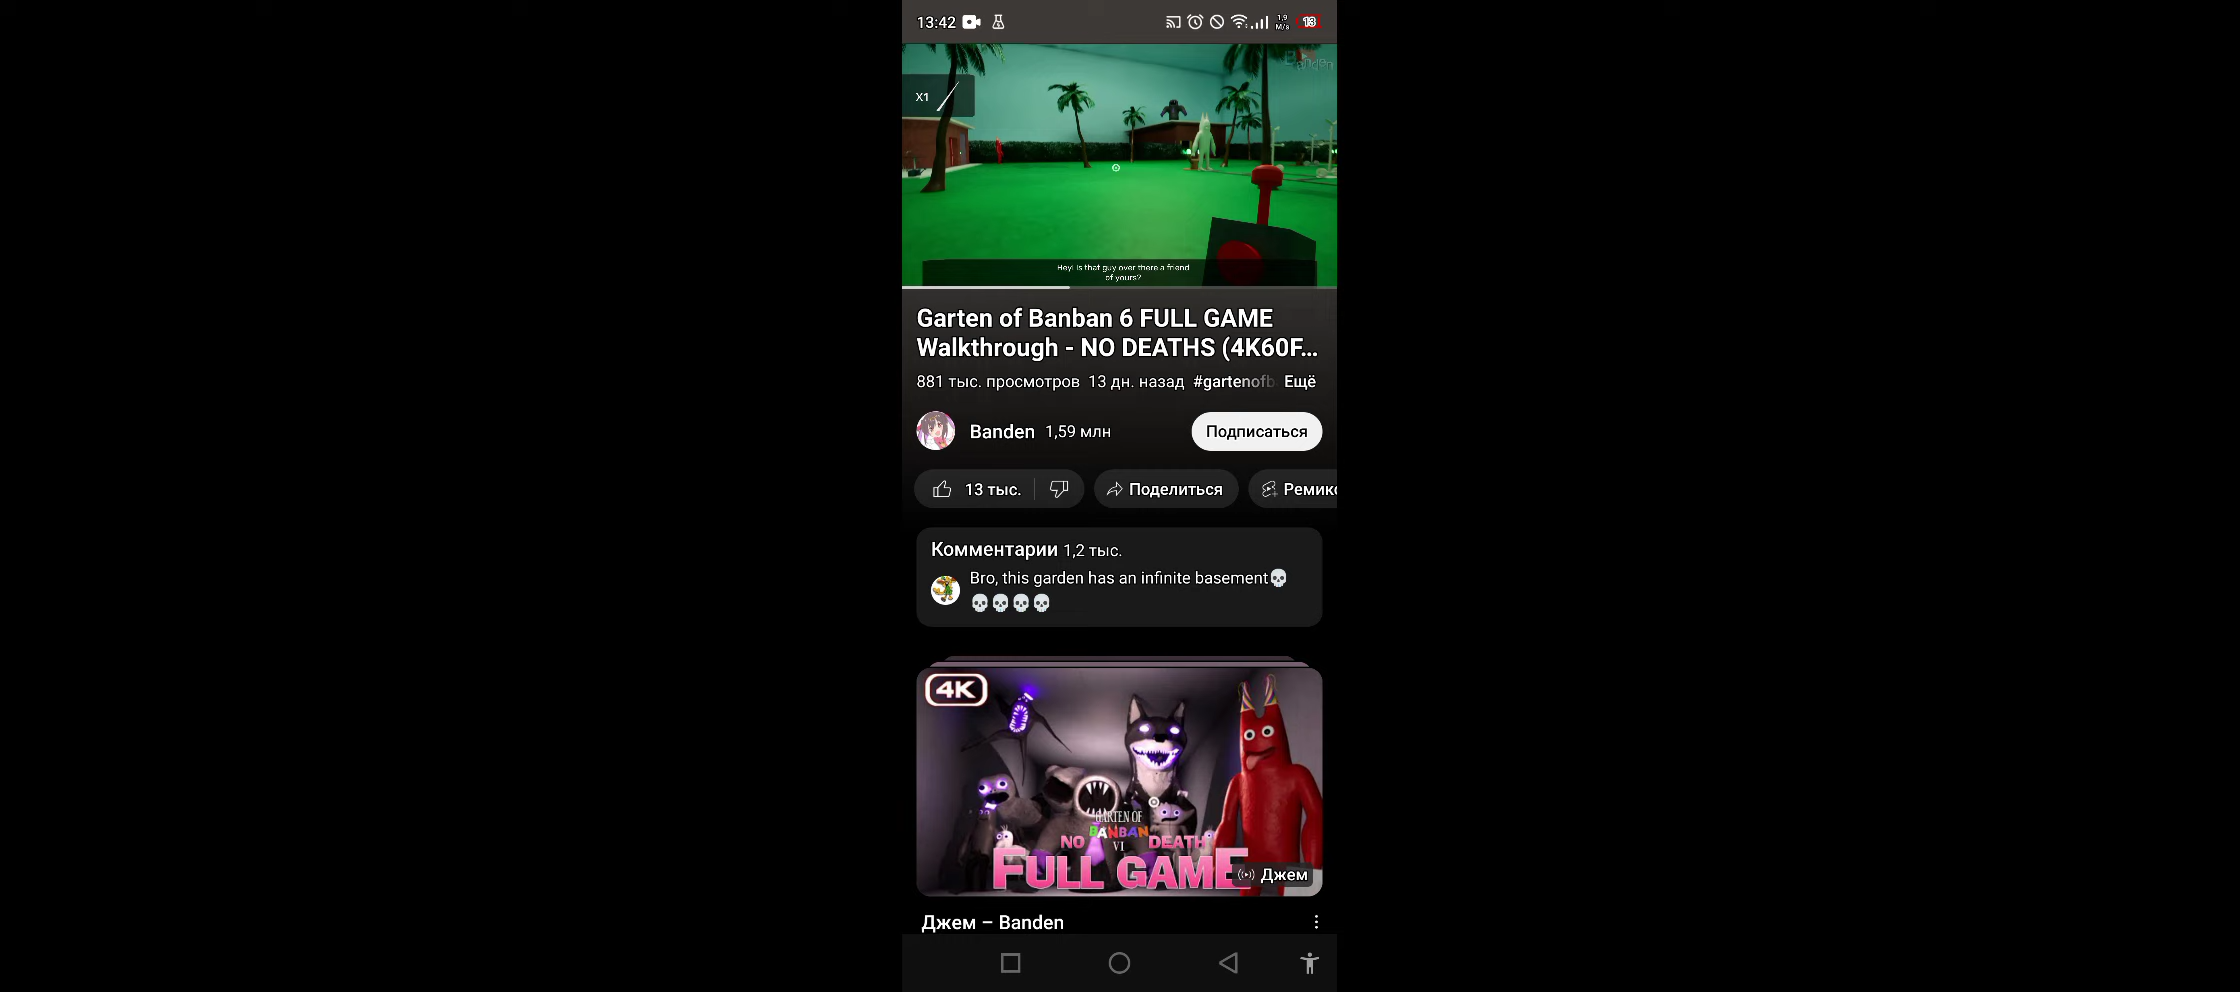 13:42
1,9
M/s
13
X1
Hey! Is that guy over there a friend
of yours?
Garten of Banban 6 FULL GAME
Walkthrough - NO DEATHS (4K60F...
881 тыс. просмотров 13 дн. назад #gartenofb Ещё
Banden 1,59 млн
Подписаться
13 тыс.
Поделиться
Ремикс
Комментарии 1,2 тыс.
Bro, this garden has an infinite basement💀
💀💀💀💀
4K
GARTEN OF
BANBAN
NO DEATH
VI
FULL GAME
Джем
Джем – Banden